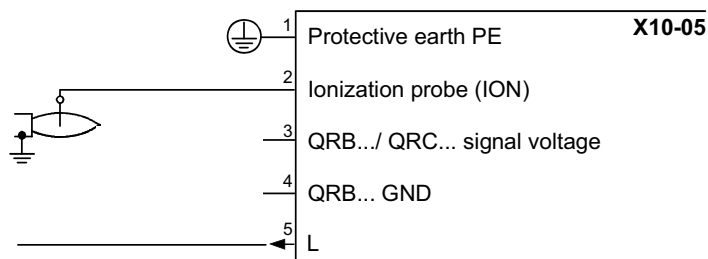 X10-05
1 Protective earth PE
2 Ionization probe (ION)
3 QRB.../ QRC... signal voltage
4 QRB... GND
5 L